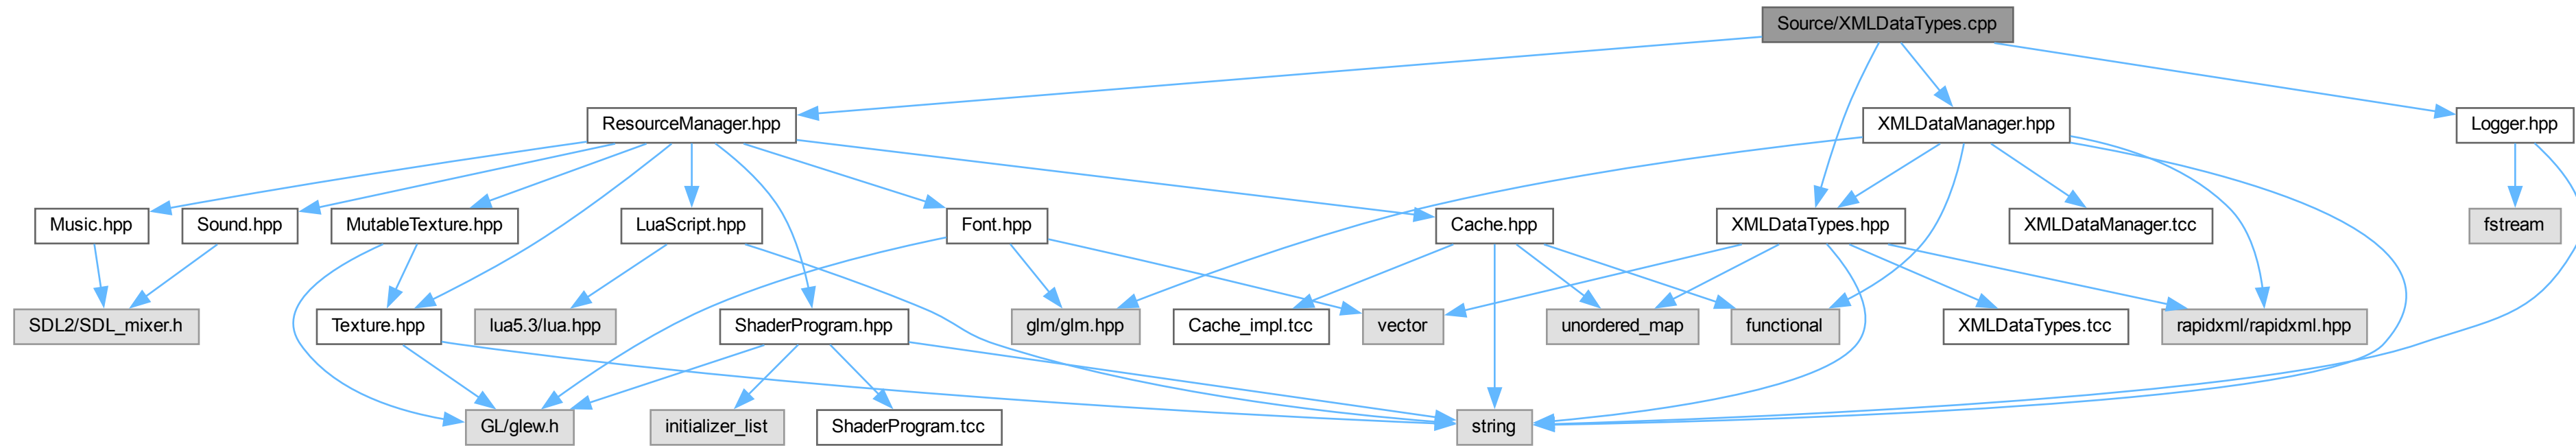 Source/XMLDataTypes.cpp
ResourceManager.hpp
XMLDataManager.hpp
Logger.hpp
Music.hpp
Sound.hpp
MutableTexture.hpp
LuaScript.hpp
Font.hpp
Cache.hpp
XMLDataTypes.hpp
XMLDataManager.tcc
fstream
SDL2/SDL_mixer.h
Texture.hpp
lua5.3/lua.hpp
ShaderProgram.hpp
glm/glm.hpp
Cache_impl.tcc
vector
unordered_map
functional
XMLDataTypes.tcc
rapidxml/rapidxml.hpp
GL/glew.h
initializer_list
ShaderProgram.tcc
string